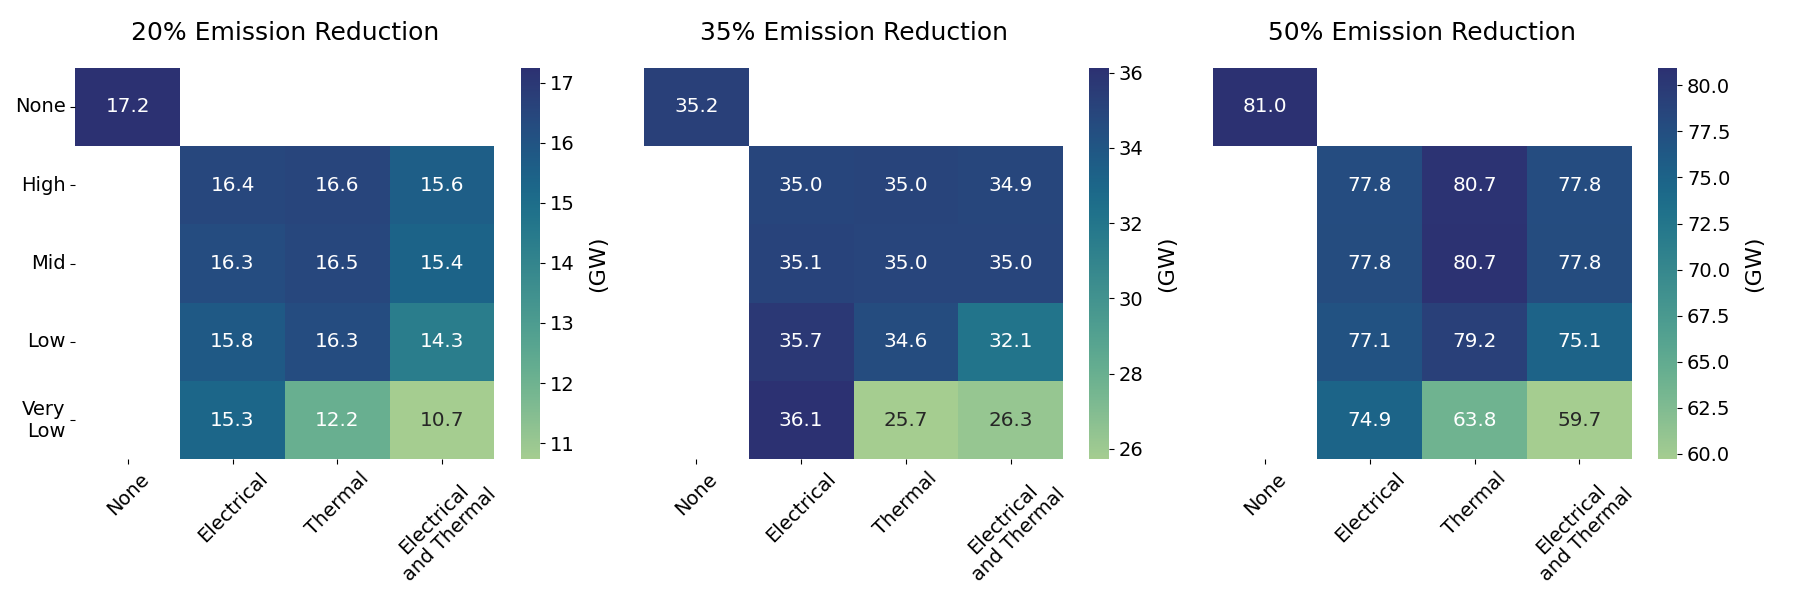 20% Emission Reduction
35% Emission Reduction
50% Emission Reduction
None
High
Mid
Low
Very
Low
17.2
16.4 16.6 15.6
16.3 16.5 15.4
15.8 16.3 14.3
15.3 12.2 10.7
None
Electrical
Thermal
Electrical
and Thermal
17
16
15
14
13
12
11
(GW)
35.2
35.0 35.0 34.9
35.1 35.0 35.0
35.7 34.6 32.1
36.1 25.7 26.3
None
Electrical
Thermal
Electrical
and Thermal
36
34
32
30
28
26
(GW)
81.0
77.8 80.7 77.8
77.8 80.7 77.8
77.1 79.2 75.1
74.9 63.8 59.7
None
Electrical
Thermal
Electrical
and Thermal
80.0
77.5
75.0
72.5
70.0
67.5
65.0
62.5
60.0
(GW)